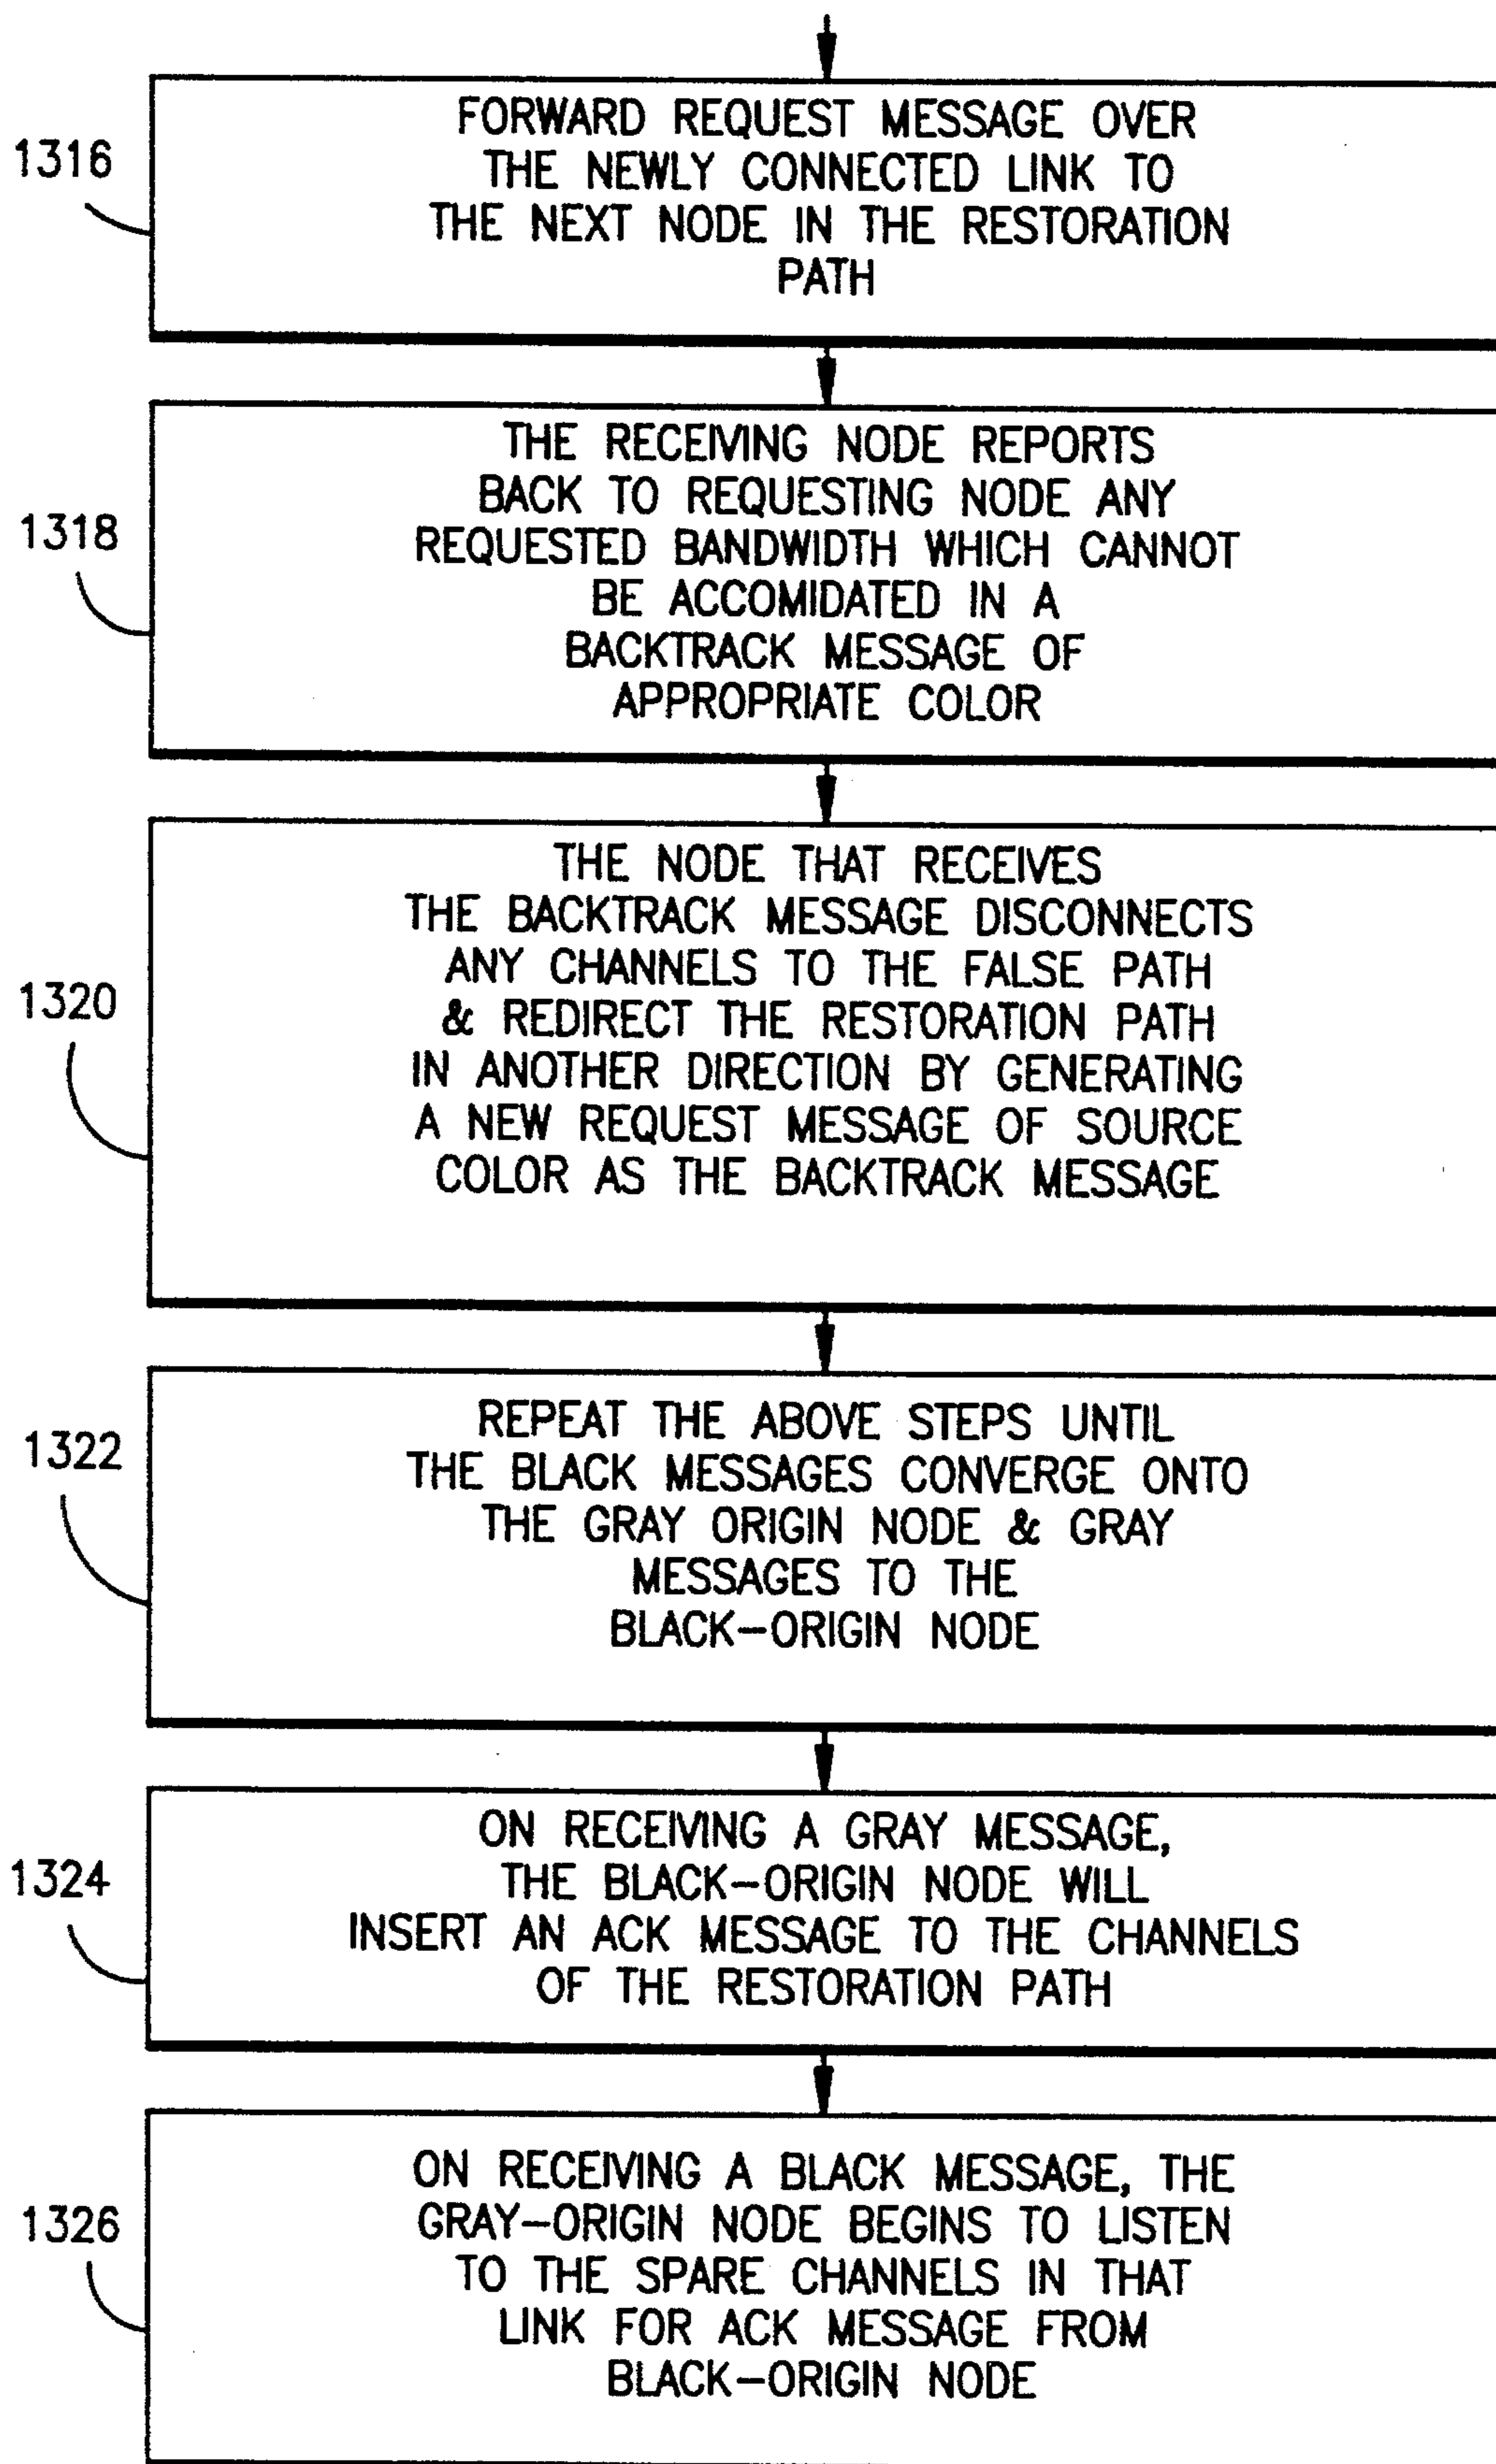 1316
FORWARD REQUEST MESSAGE OVER
THE NEWLY CONNECTED LINK TO
THE NEXT NODE IN THE RESTORATION
PATH
1318
THE RECEIVING NODE REPORTS
BACK TO REQUESTING NODE ANY
REQUESTED BANDWIDTH WHICH CANNOT
BE ACCOMIDATED IN A
BACKTRACK MESSAGE OF
APPROPRIATE COLOR
1320
THE NODE THAT RECEIVES
THE BACKTRACK MESSAGE DISCONNECTS
ANY CHANNELS TO THE FALSE PATH
& REDIRECT THE RESTORATION PATH
IN ANOTHER DIRECTION BY GENERATING
A NEW REQUEST MESSAGE OF SOURCE
COLOR AS THE BACKTRACK MESSAGE
1322
REPEAT THE ABOVE STEPS UNTIL
THE BLACK MESSAGES CONVERGE ONTO
THE GRAY ORIGIN NODE & GRAY
MESSAGES TO THE
BLACK-ORIGIN NODE
1324
ON RECEIVING A GRAY MESSAGE,
THE BLACK-ORIGIN NODE WILL
INSERT AN ACK MESSAGE TO THE CHANNELS
OF THE RESTORATION PATH
1326
ON RECEIVING A BLACK MESSAGE, THE
GRAY-ORIGIN NODE BEGINS TO LISTEN
TO THE SPARE CHANNELS IN THAT
LINK FOR ACK MESSAGE FROM
BLACK-ORIGIN NODE